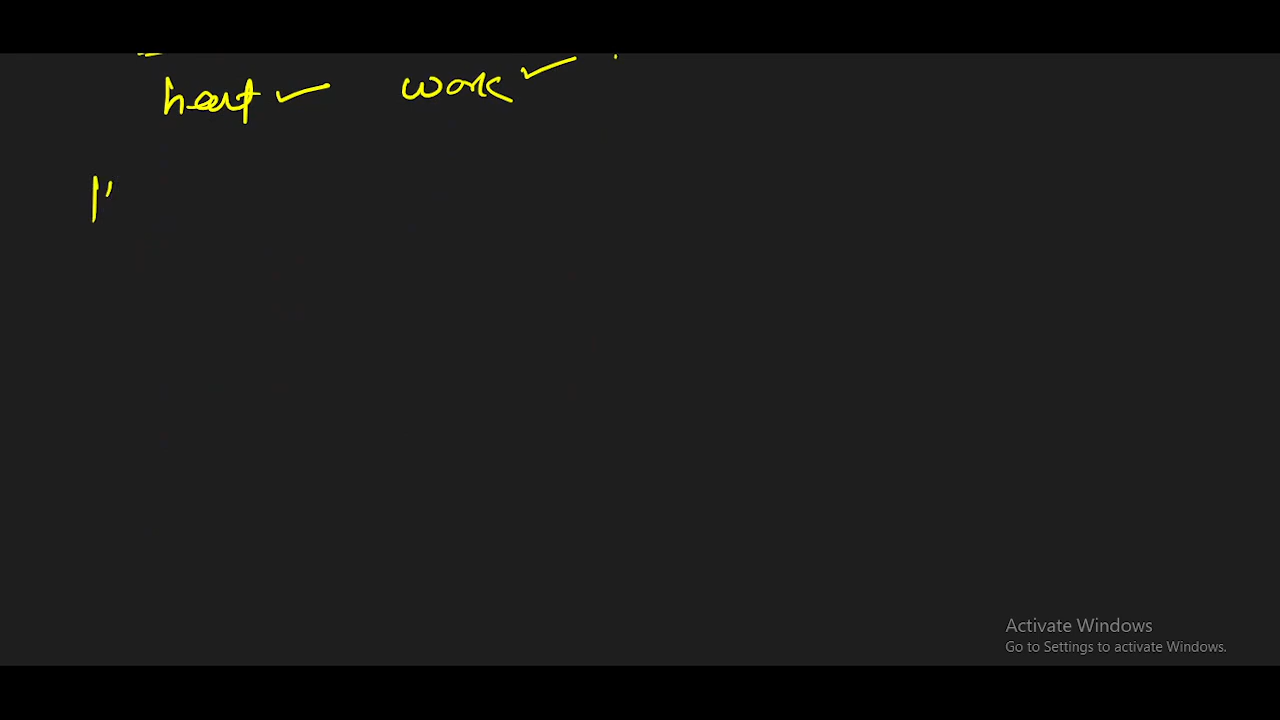 heat ✓ work ✓
Activate Windows
Go to Settings to activate Windows.